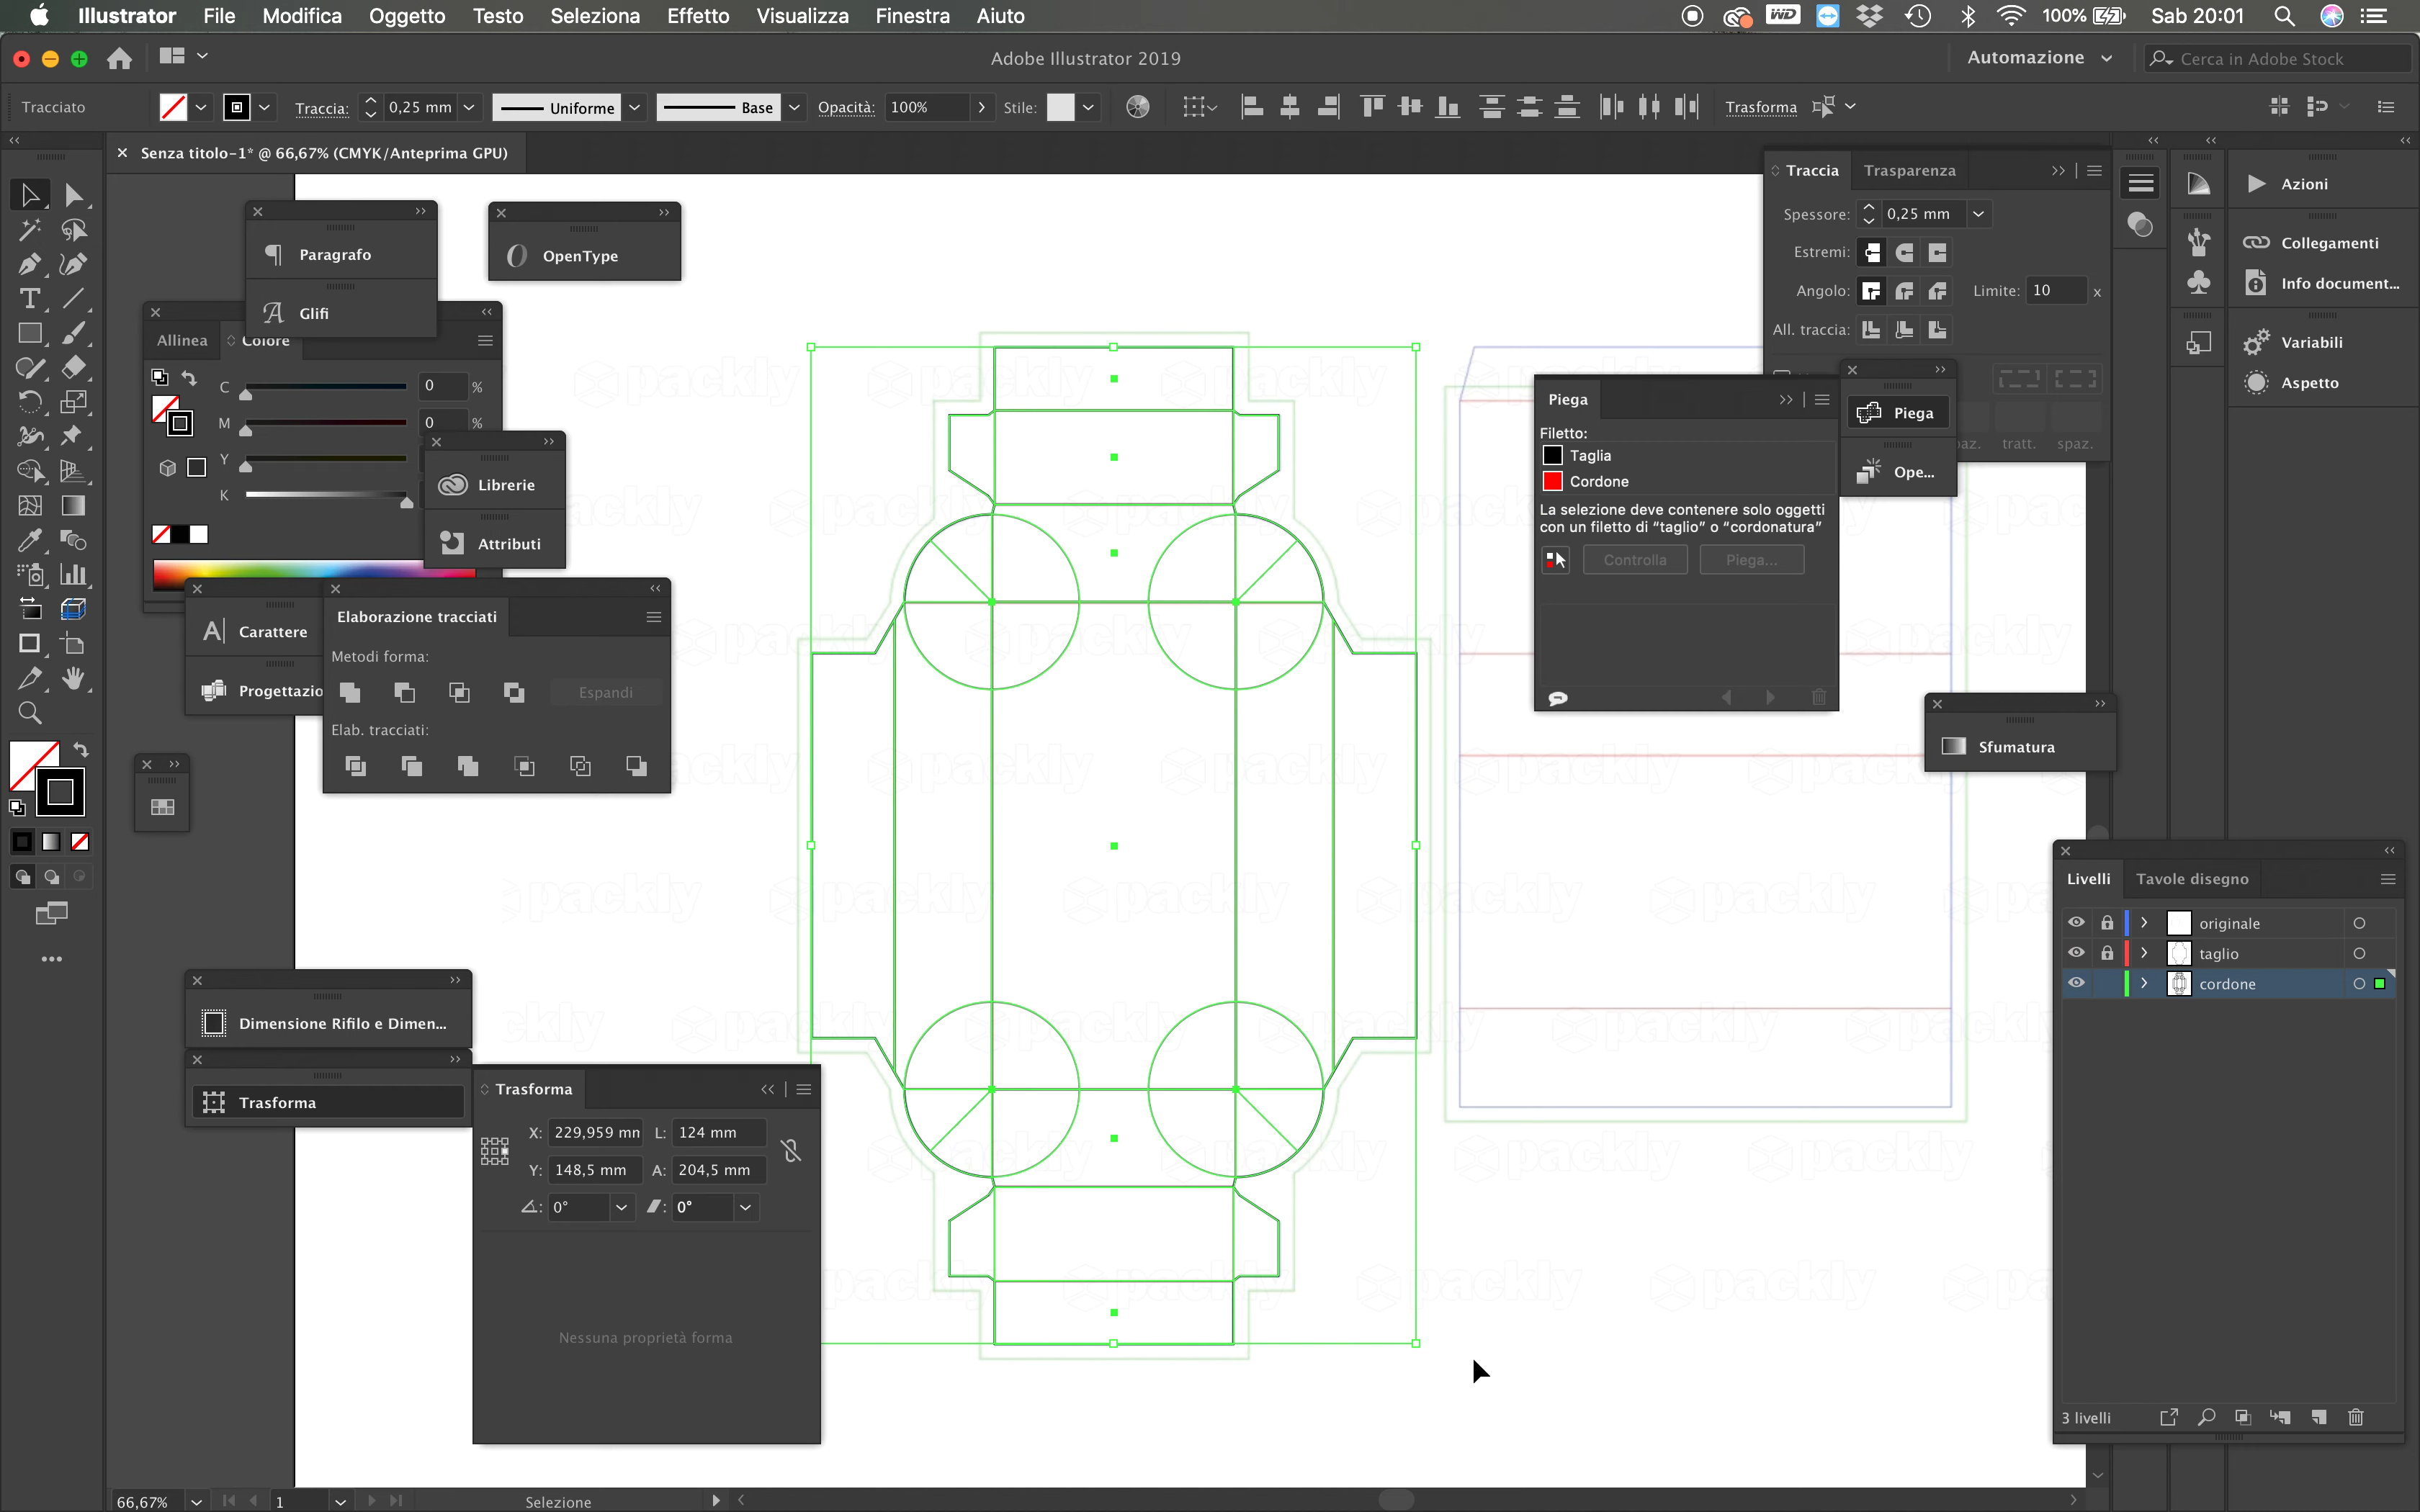 Illustrator File Modifica Oggetto Testo Seleziona Effetto Visualizza Finestra Aiuto
WD
100%
Sab 20:01
Adobe Illustrator 2019
Automazione
Cerca in Adobe Stock
Tracciato
Traccia: 0,25 mm
Uniforme
Base
Opacità: 100%
Stile:
Trasforma
Senza titolo-1* @ 66,67% (CMYK/Anteprima GPU)
Paragrafo
Glifi
OpenType
Allinea
Colore
C 0 %
M 0 %
Y
K
Librerie
Attributi
Carattere
Progettazio
Elaborazione tracciati
Metodi forma:
Espandi
Elab. tracciati:
Dimensione Rifilo e Dimen...
Trasforma
Trasforma
X: 229,959 mn L: 124 mm
Y: 148,5 mm A: 204,5 mm
0° 0°
Nessuna proprietà forma
Traccia
Trasparenza
Spessore: 0,25 mm
Estremi:
Angolo:
Limite: 10 x
All. traccia:
tratt. spaz.
Piega
Filetto:
Taglia
Cordone
La selezione deve contenere solo oggetti
con un filetto di “taglio” o “cordonatura”
Controlla
Piega...
Piega
Ope...
Sfumatura
Azioni
Collegamenti
Info document...
Variabili
Aspetto
Livelli
Tavole disegno
originale
taglio
cordone
3 livelli
packly
66,67%
1
Selezione